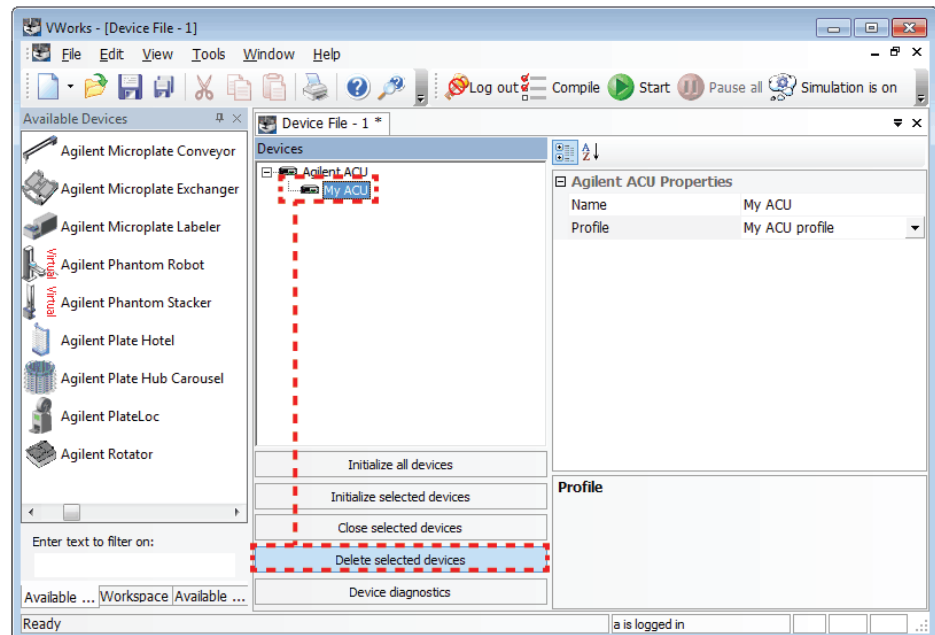 VWorks - [Device File - 1]
File Edit View Tools Window Help
Log out Compile Start Pause all Simulation is on
Available Devices
Agilent Microplate Conveyor
Agilent Microplate Exchanger
Agilent Microplate Labeler
Virtual Agilent Phantom Robot
Virtual Agilent Phantom Stacker
Agilent Plate Hotel
Agilent Plate Hub Carousel
Agilent PlateLoc
Agilent Rotator
Enter text to filter on:
Available ... Workspace Available ...
Device File - 1 *
Devices
Agilent ACU
My ACU
Initialize all devices
Initialize selected devices
Close selected devices
Delete selected devices
Device diagnostics
A Z
Agilent ACU Properties
Name My ACU
Profile My ACU profile
Profile
Ready a is logged in